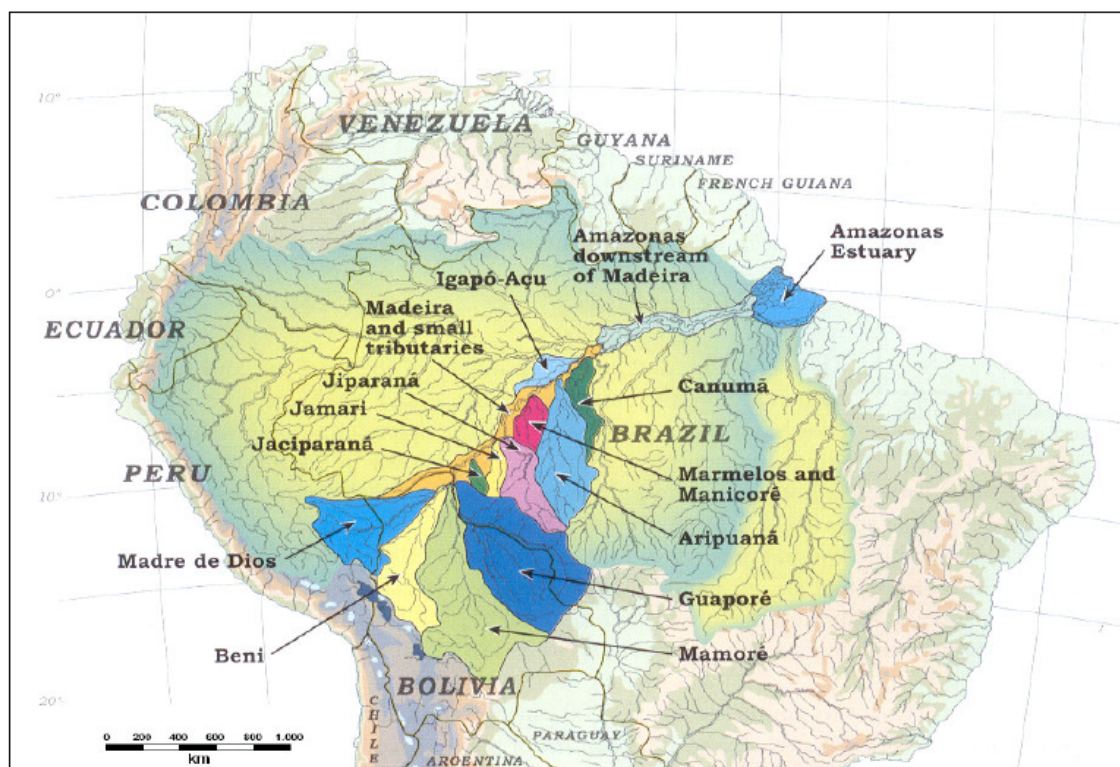 10°
VENEZUELA
GUYANA
SURINAME
FRENCH GUIANA
COLOMBIA
Amazonas
downstream
of Madeira
Amazonas
Estuary
Igapó-Açu
0°
ECUADOR
Madeira
and small
tributaries
Jiparaná
Jamari
Jaciparaná
Canumã
BRAZIL
PERU
Marmelos and
Manicoré
10°
Aripuanã
Madre de Dios
Guaporé
Beni
Mamoré
BOLIVIA
20°
CHILE
0 200 400 600 800 1.000
km
PARAGUAY
ARGENTINA